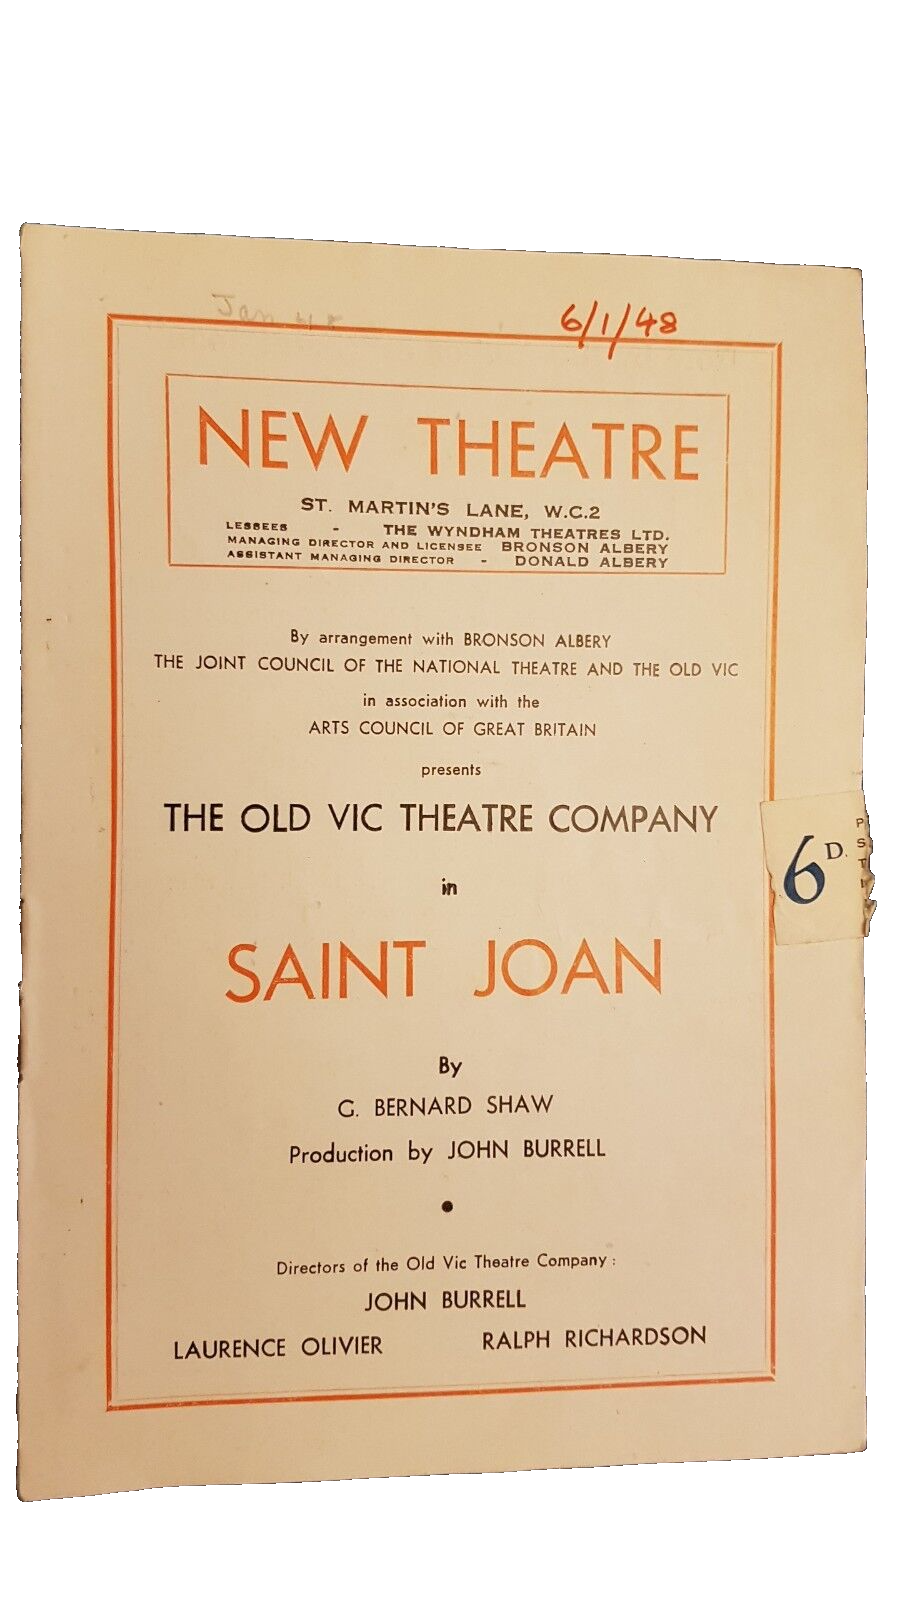 Jan 48
6/1/48
NEW THEATRE
ST. MARTIN'S LANE, W.C.2
LESSEES - THE WYNDHAM THEATRES LTD.
MANAGING DIRECTOR AND LICENSEE BRONSON ALBERY
ASSISTANT MANAGING DIRECTOR - DONALD ALBERY
By arrangement with BRONSON ALBERY
THE JOINT COUNCIL OF THE NATIONAL THEATRE AND THE OLD VIC
in association with the
ARTS COUNCIL OF GREAT BRITAIN
presents
THE OLD VIC THEATRE COMPANY
in
SAINT JOAN
By
G. BERNARD SHAW
Production by JOHN BURRELL
•
Directors of the Old Vic Theatre Company :
JOHN BURRELL
LAURENCE OLIVIER RALPH RICHARDSON
6D.